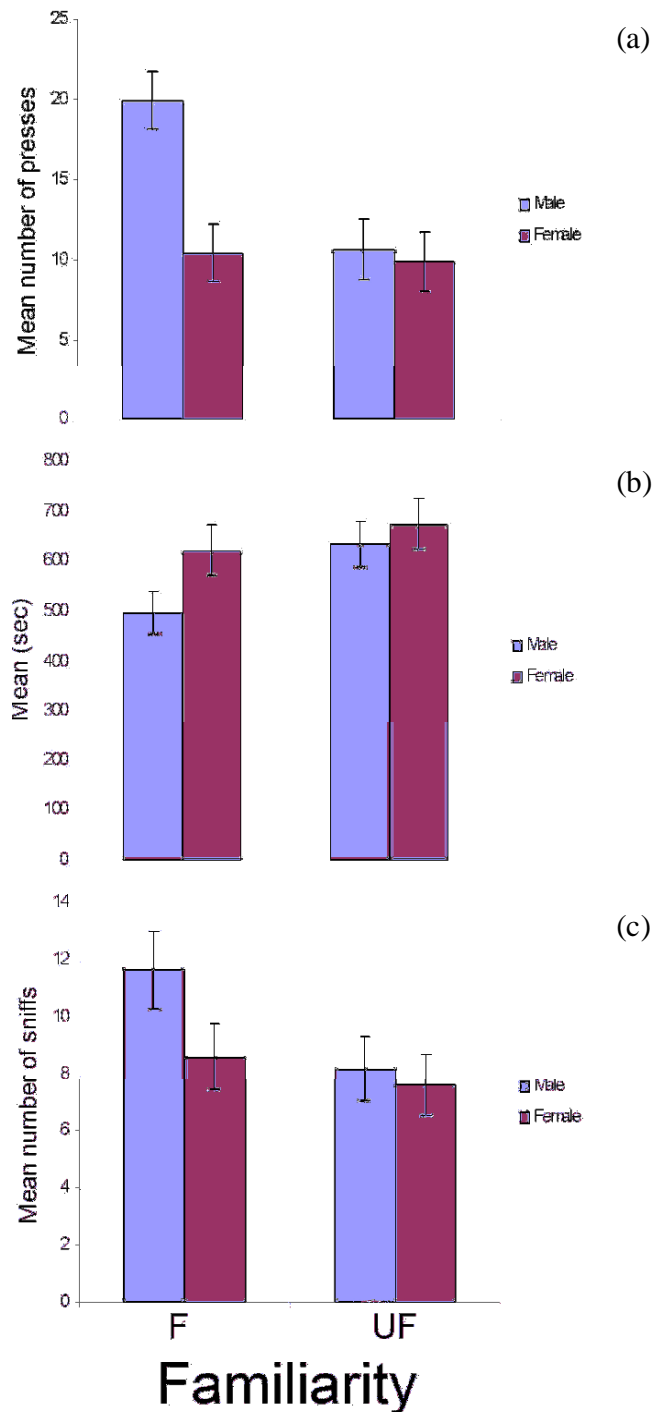 (a)
Mean number of presses
25
20
15
10
5
0
Male
Female
(b)
Mean (sec)
800
700
600
500
400
300
200
100
0
Male
Female
(c)
Mean number of sniffs
14
12
10
8
6
4
2
0
Male
Female
F UF
Familiarity